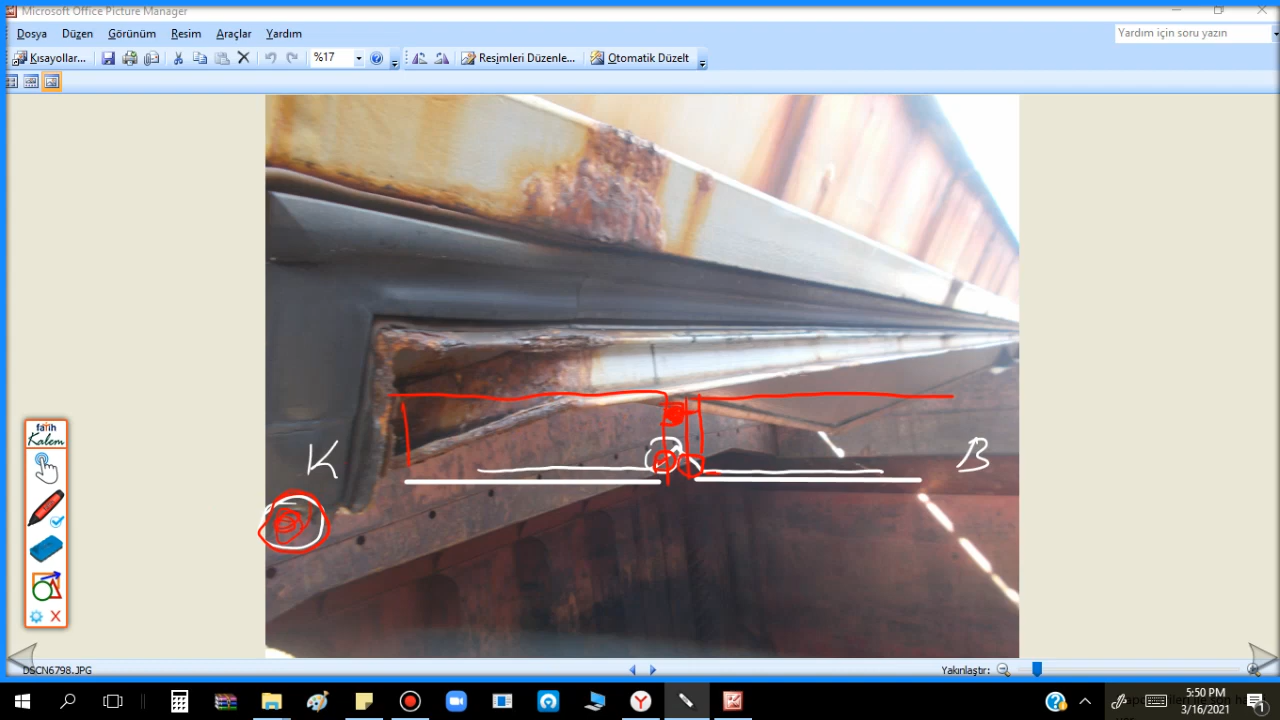 Microsoft Office Picture Manager
Dosya Düzen Görünüm Resim Araçlar Yardım
Yardım için soru yazın
Kısayollar... %17 Resimleri Düzenle... Otomatik Düzelt
fatih
Kalem
K B
DSCN6798.JPG
Yakınlaştır:
5:50 PM
3/16/2021